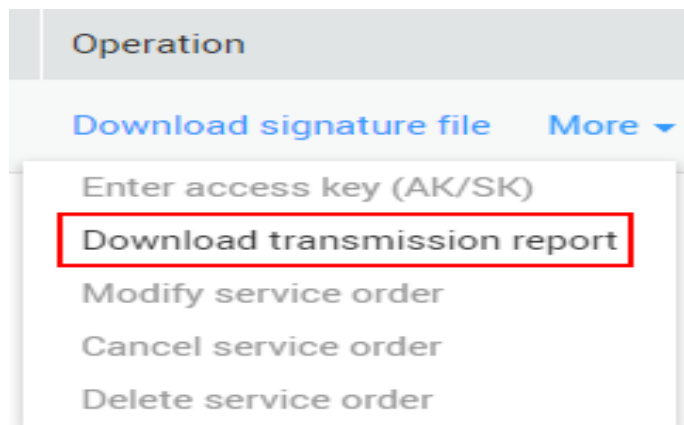 Operation
Download signature file More
Enter access key (AK/SK)
Download transmission report
Modify service order
Cancel service order
Delete service order